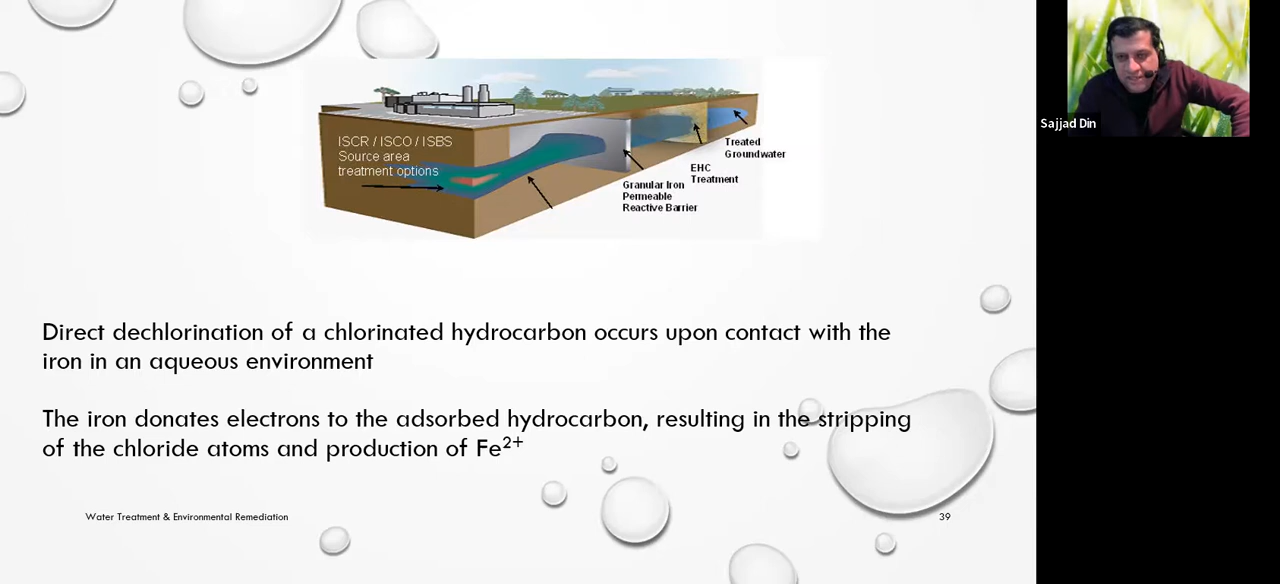 ISCR / ISCO / ISBS
Source area
treatment options
Treated
Groundwater
EHC
Treatment
Granular Iron
Permeable
Reactive Barrier
Sajjad Din
Direct dechlorination of a chlorinated hydrocarbon occurs upon contact with the
iron in an aqueous environment
The iron donates electrons to the adsorbed hydrocarbon, resulting in the stripping
of the chloride atoms and production of Fe²⁺
Water Treatment & Environmental Remediation
39